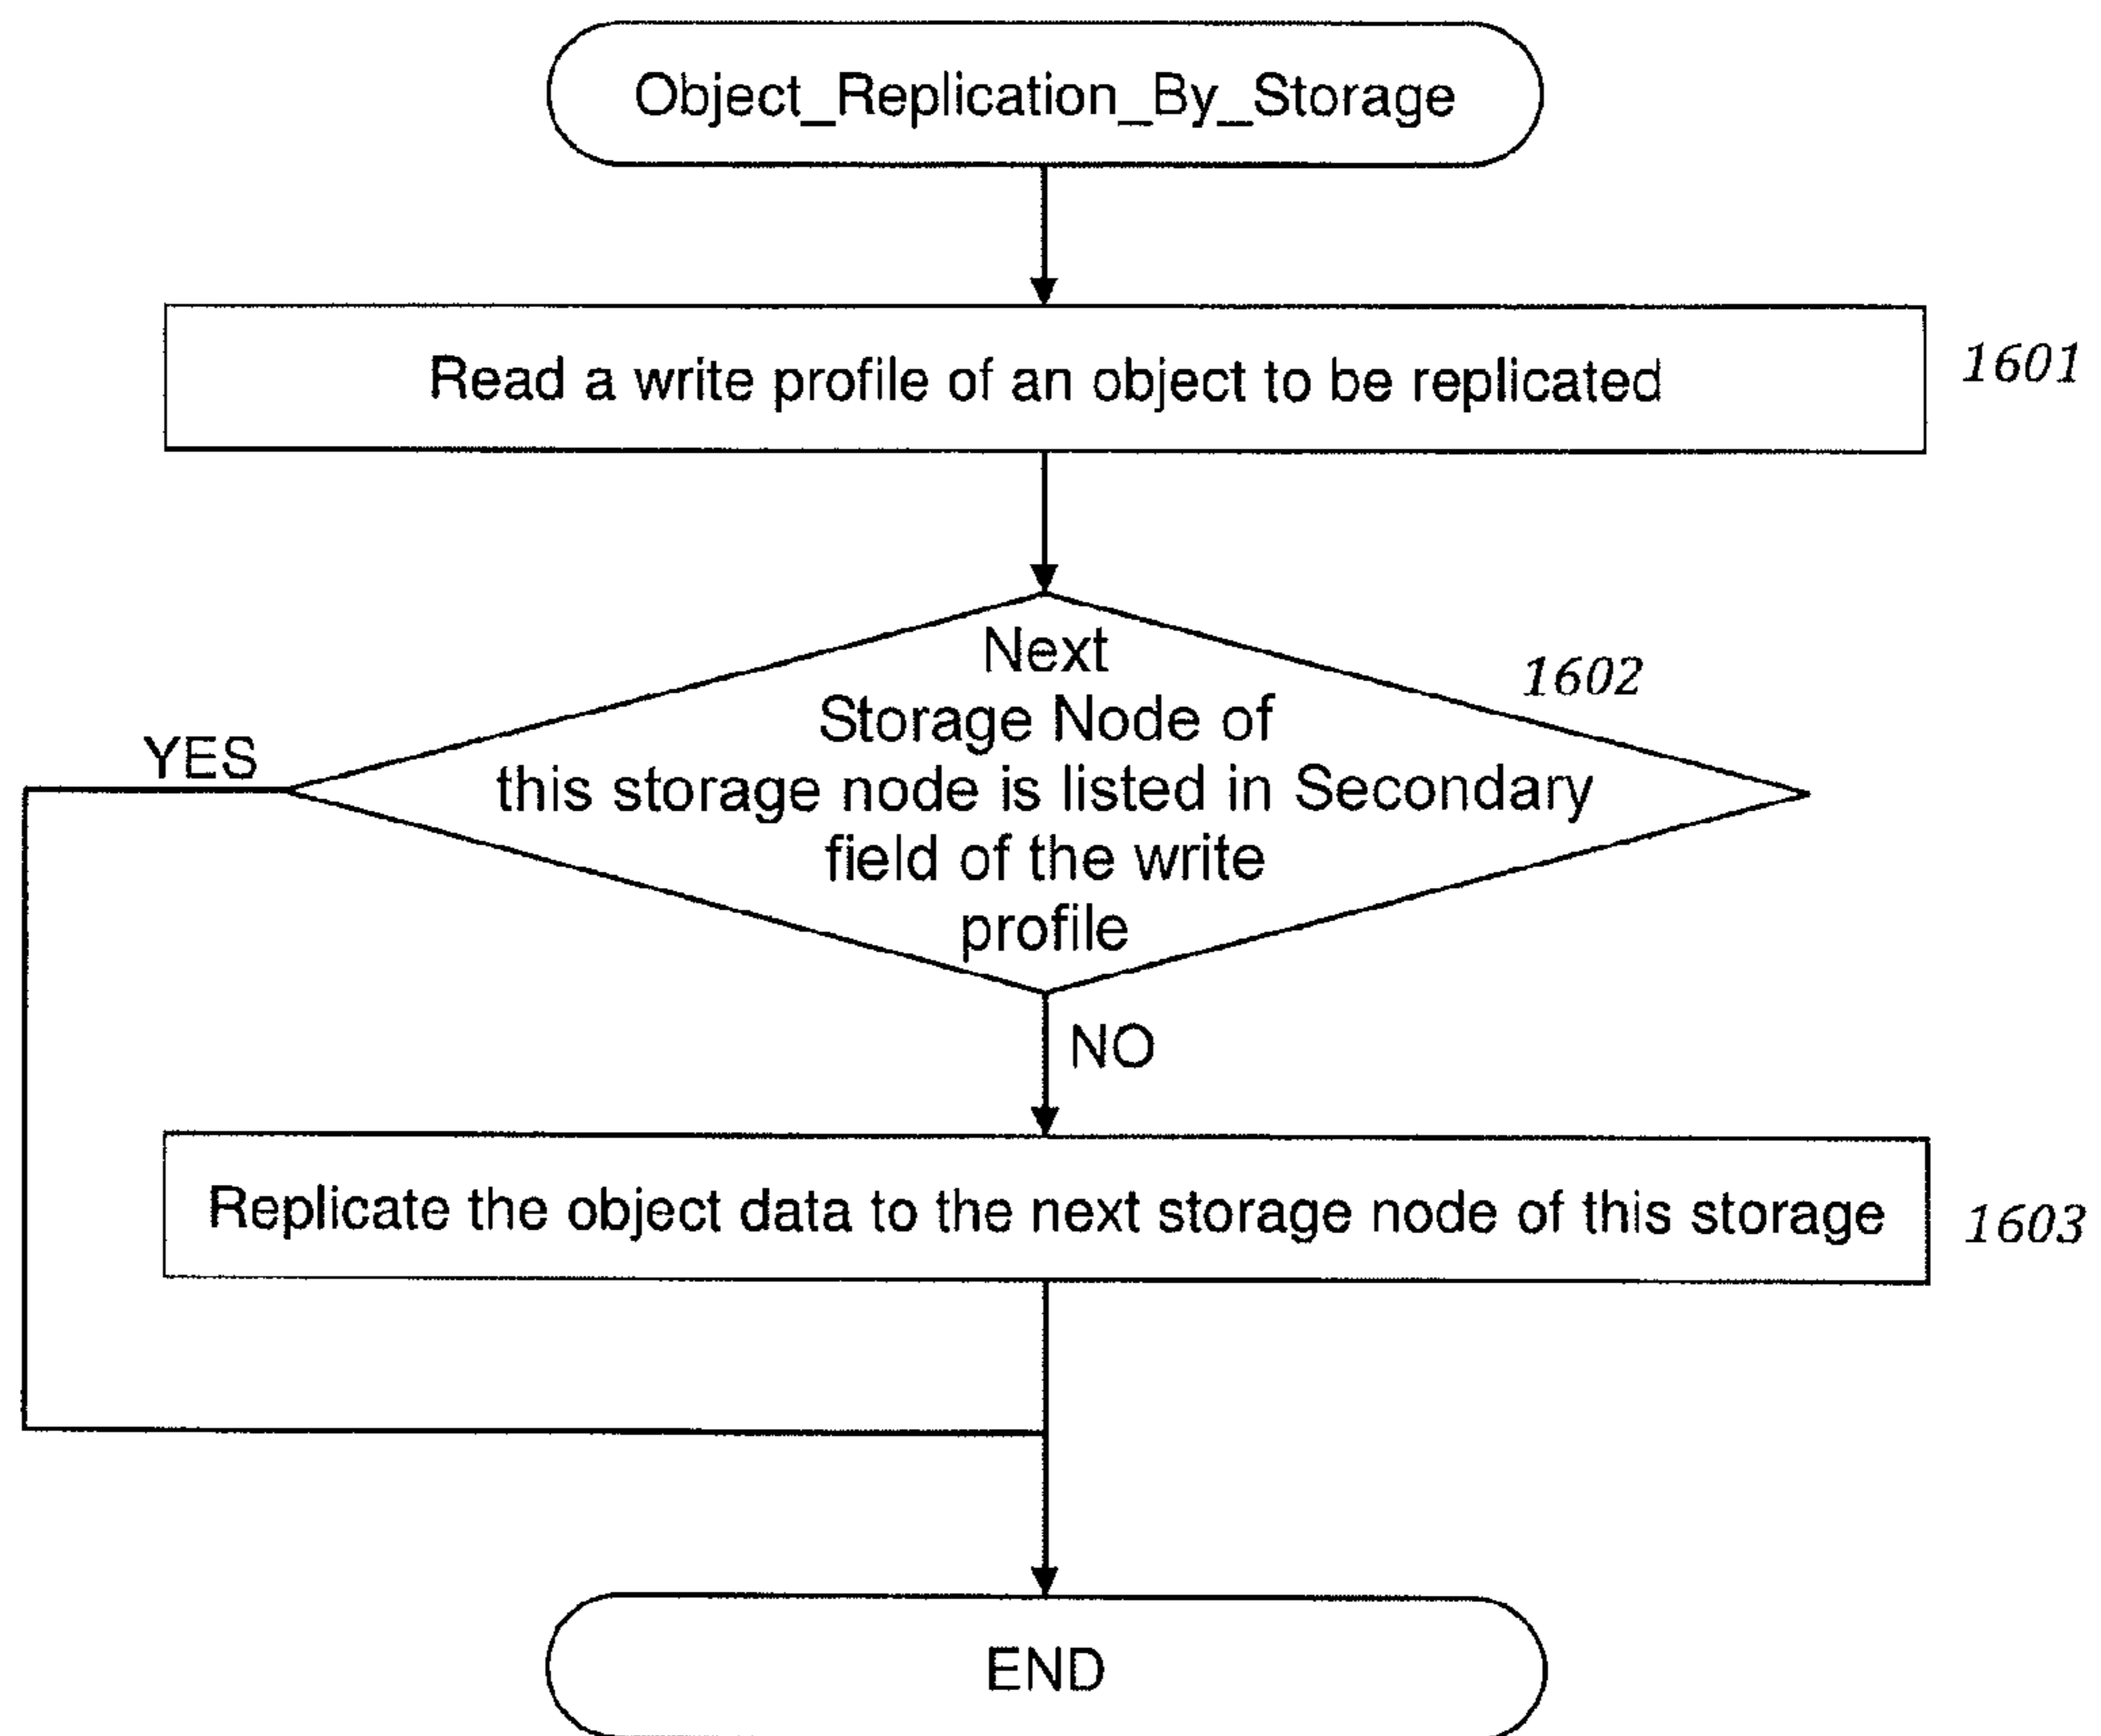 Object_Replication_By_Storage
Read a write profile of an object to be replicated
1601
Next
1602
Storage Node of
this storage node is listed in Secondary
YES
field of the write
profile
NO
Replicate the object data to the next storage node of this storage
1603
END